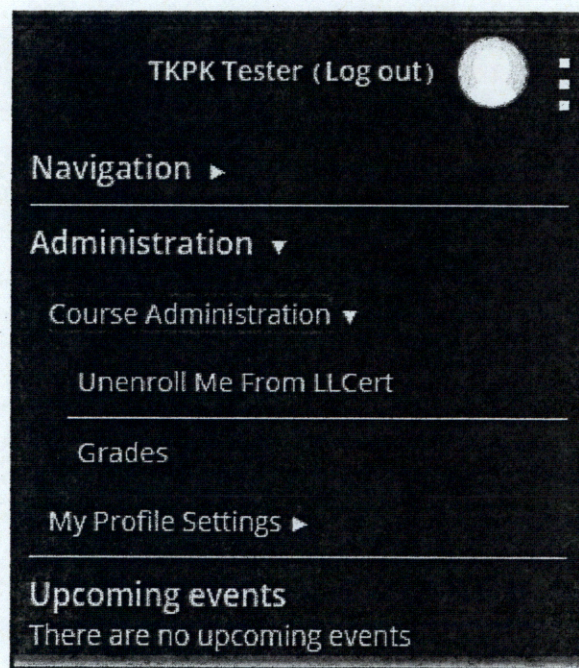 TKPK Tester (Log out)
Navigation ►
Administration ▼
Course Administration ▼
Unenroll Me From LLCert
Grades
My Profile Settings ►
Upcoming events
There are no upcoming events